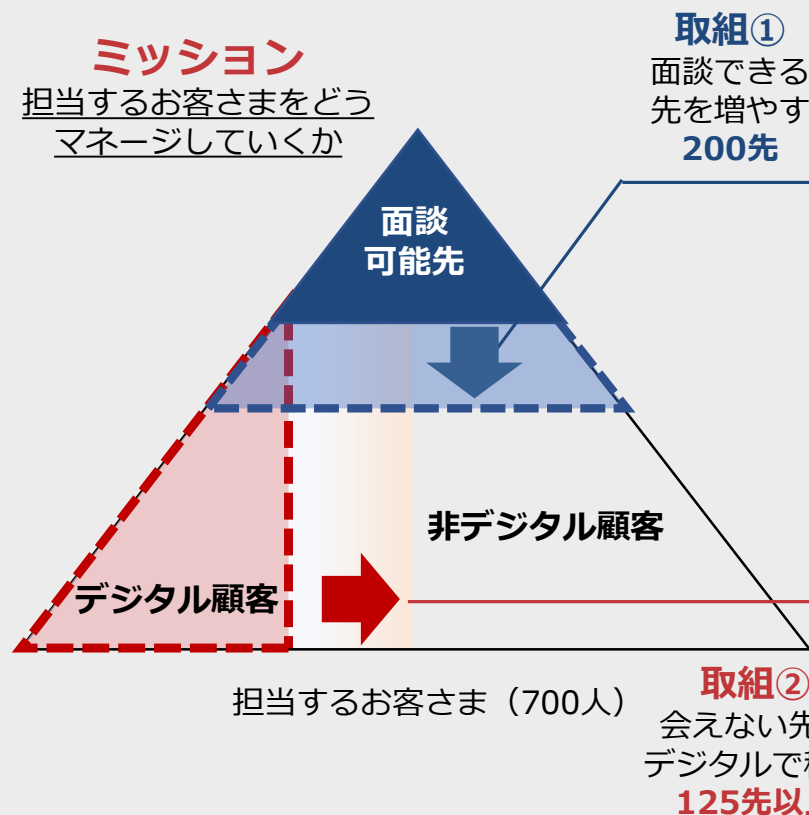 ミッション
担当するお客さまをどう
マネージしていくか
取組①
面談できる
先を増やす
200先
面談
可能先
非デジタル顧客
デジタル顧客
担当するお客さま（700人）
取組②
会えない先
デジタルで
125先以